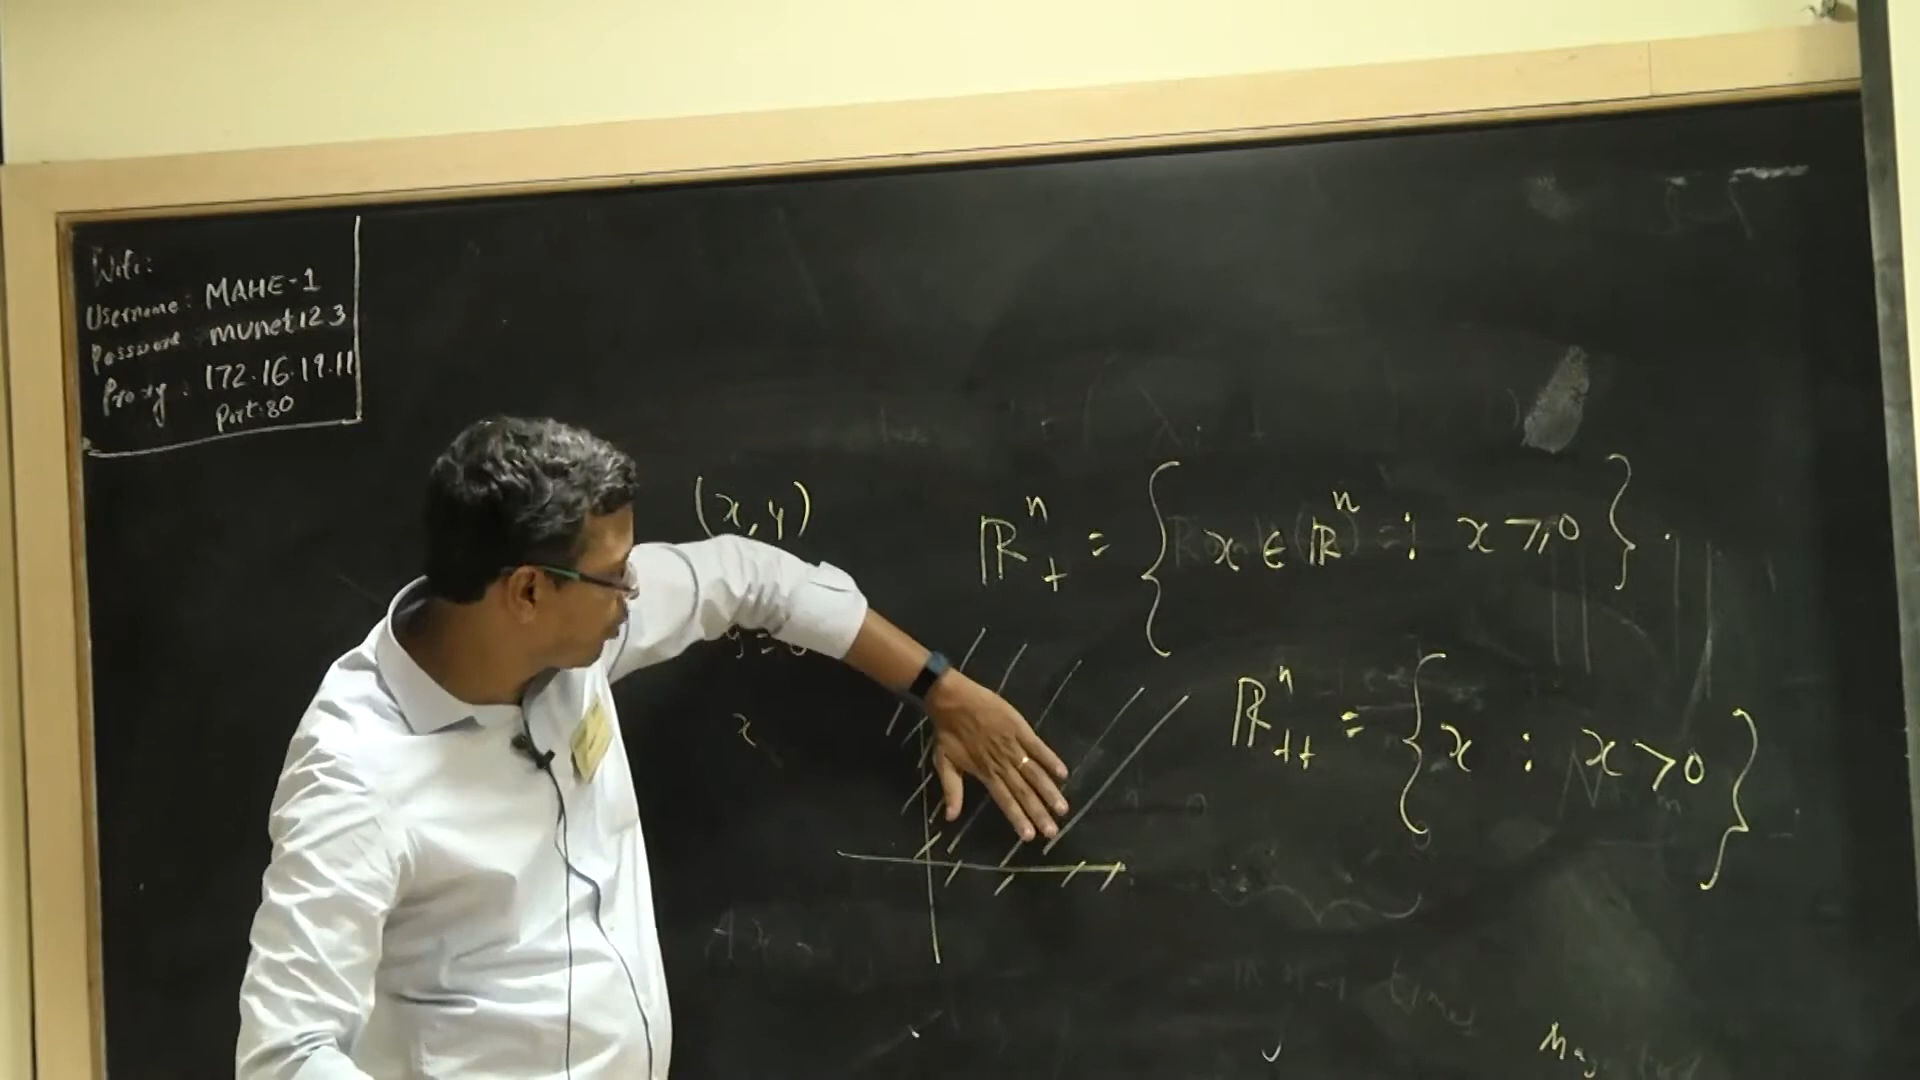 Wifi:
Username: MAHE-1
Password: munet123
Proxy: 172.16.19.11
Port:80
(x, y)
ℝⁿ₊ = { x ∈ ℝⁿ : x ⩾ 0 }.
x
ℝⁿ₊₊ = { x : x > 0 }